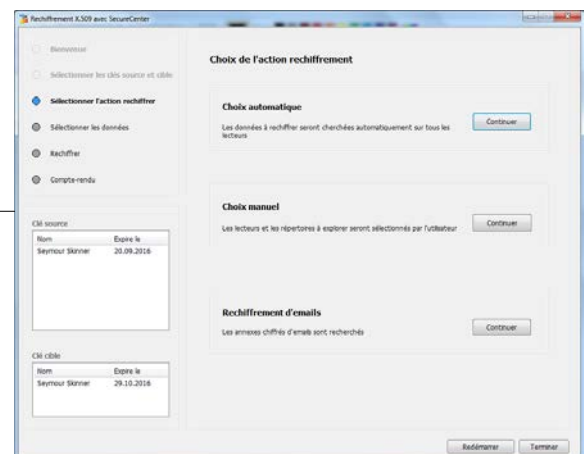 Rechiffrement X.509 avec SecureCenter
Bienvenue
Sélectionner les clés source et cible
Sélectionner l'action rechiffrer
Sélectionner les données
Rechiffrer
Compte-rendu
Clé source
Nom Expire le
Seymour Skinner 20.09.2016
Clé cible
Nom Expire le
Seymour Skinner 29.10.2016
Choix de l'action rechiffrement
Choix automatique
Les données à rechiffrer seront cherchées automatiquement sur tous les
lecteurs
Continuer
Choix manuel
Les lecteurs et les répertoires à explorer seront sélectionnés par l'utilisateur
Continuer
Rechiffrement d'emails
Les annexes chiffrés d'emails sont recherchés
Continuer
Redémarrer Terminer